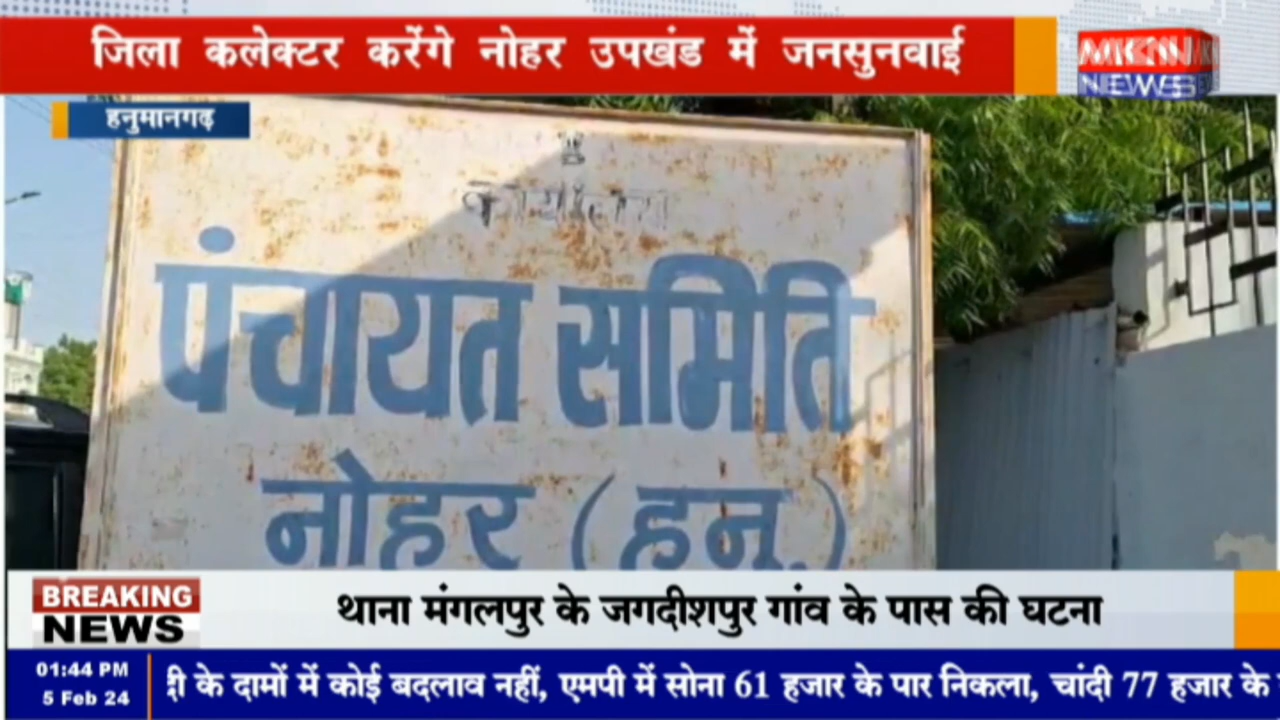 जिला कलेक्टर करेंगे नोहर उपखंड में जनसुनवाई
NEWS
हनुमानगढ़
कार्यालय
पंचायत समिति
नोहर (हनु.)
BREAKING
NEWS
थाना मंगलपुर के जगदीशपुर गांव के पास की घटना
01:44 PM
5 Feb 24
के दामों में कोई बदलाव नहीं, एमपी में सोना 61 हजार के पार निकला, चांदी 77 हजार के